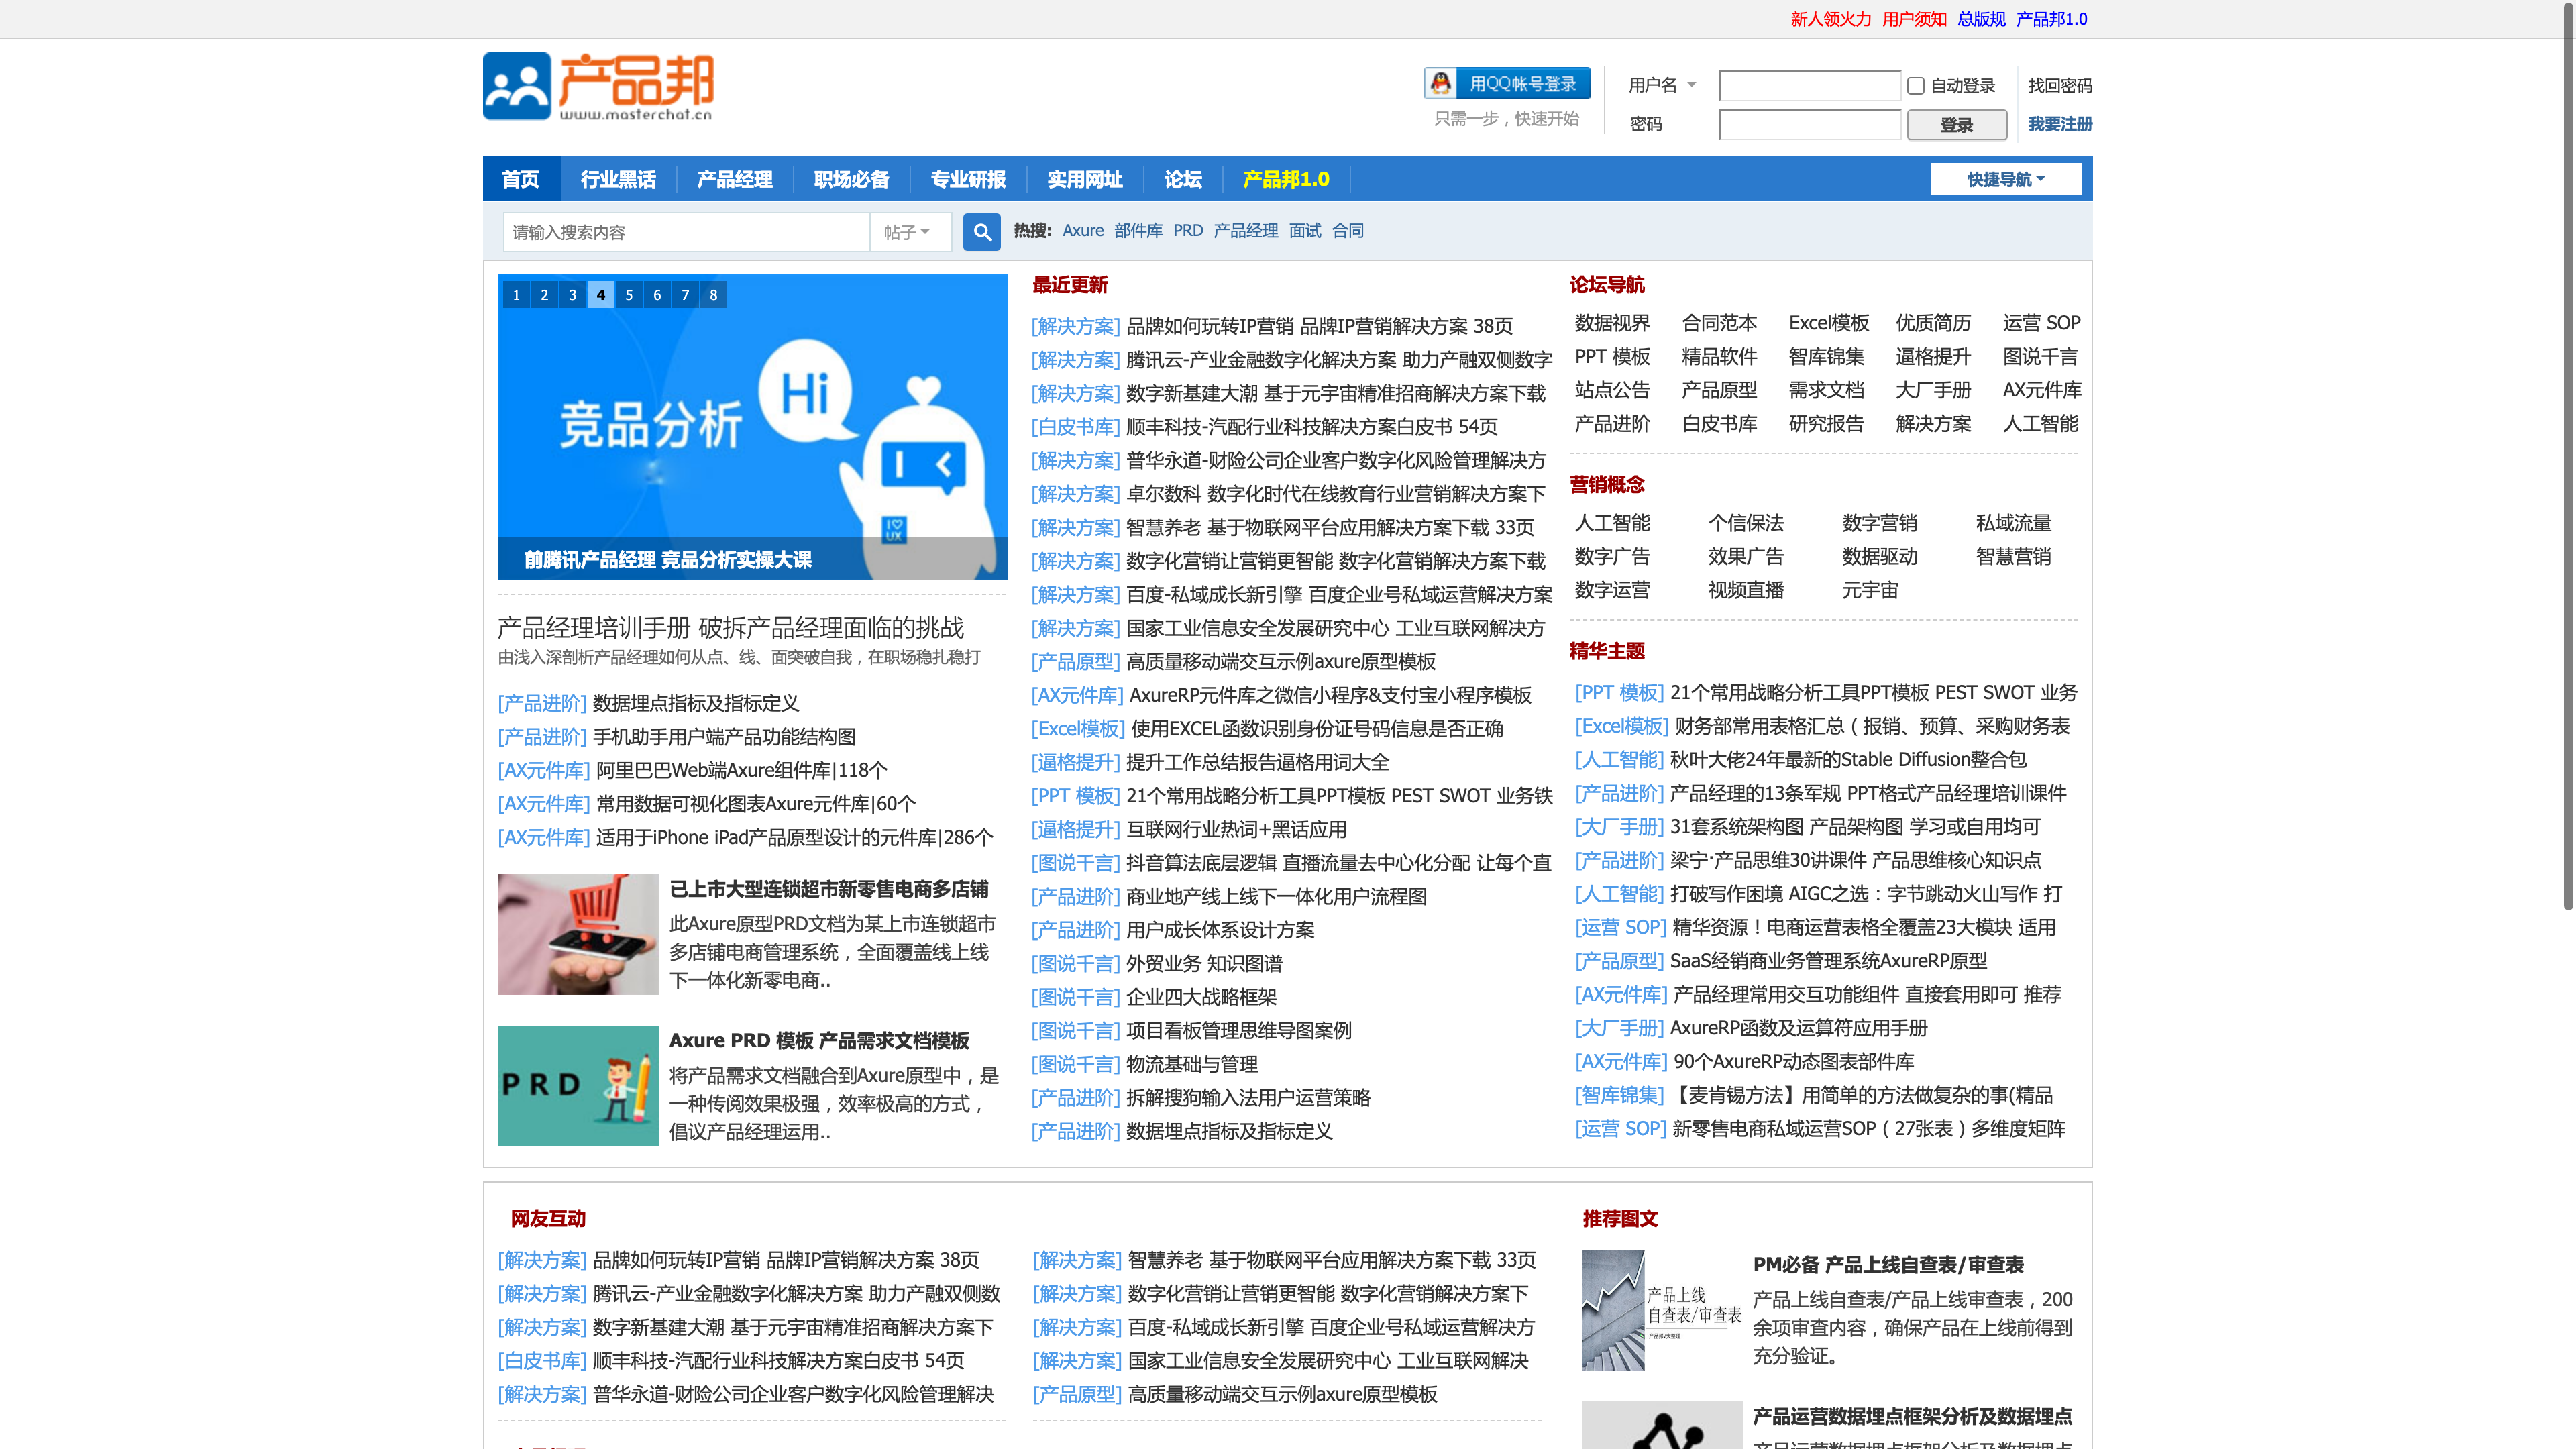 新人领火力 用户须知 总版规 产品邦1.0
产品邦
www.masterchat.cn
用QQ帐号登录
只需一步，快速开始
用户名
自动登录
找回密码
密码
登录
我要注册
首页 行业黑话 产品经理 职场必备 专业研报 实用网址 论坛 产品邦1.0
快捷导航
请输入搜索内容
帖子
热搜: Axure 部件库 PRD 产品经理 面试 合同
1 2 3 4 5 6 7 8
竞品分析
Hi
I
UX
前腾讯产品经理 竞品分析实操大课
产品经理培训手册 破拆产品经理面临的挑战
由浅入深剖析产品经理如何从点、线、面突破自我，在职场稳扎稳打
[产品进阶] 数据埋点指标及指标定义
[产品进阶] 手机助手用户端产品功能结构图
[AX元件库] 阿里巴巴Web端Axure组件库|118个
[AX元件库] 常用数据可视化图表Axure元件库|60个
[AX元件库] 适用于iPhone iPad产品原型设计的元件库|286个
已上市大型连锁超市新零售电商多店铺
此Axure原型PRD文档为某上市连锁超市
多店铺电商管理系统，全面覆盖线上线
下一体化新零电商..
PRD
Axure PRD 模板 产品需求文档模板
将产品需求文档融合到Axure原型中，是
一种传阅效果极强，效率极高的方式，
倡议产品经理运用..
最近更新
[解决方案] 品牌如何玩转IP营销 品牌IP营销解决方案 38页
[解决方案] 腾讯云-产业金融数字化解决方案 助力产融双侧数字
[解决方案] 数字新基建大潮 基于元宇宙精准招商解决方案下载
[白皮书库] 顺丰科技-汽配行业科技解决方案白皮书 54页
[解决方案] 普华永道-财险公司企业客户数字化风险管理解决方
[解决方案] 卓尔数科 数字化时代在线教育行业营销解决方案下
[解决方案] 智慧养老 基于物联网平台应用解决方案下载 33页
[解决方案] 数字化营销让营销更智能 数字化营销解决方案下载
[解决方案] 百度-私域成长新引擎 百度企业号私域运营解决方案
[解决方案] 国家工业信息安全发展研究中心 工业互联网解决方
[产品原型] 高质量移动端交互示例axure原型模板
[AX元件库] AxureRP元件库之微信小程序&支付宝小程序模板
[Excel模板] 使用EXCEL函数识别身份证号码信息是否正确
[逼格提升] 提升工作总结报告逼格用词大全
[PPT 模板] 21个常用战略分析工具PPT模板 PEST SWOT 业务铁
[逼格提升] 互联网行业热词+黑话应用
[图说千言] 抖音算法底层逻辑 直播流量去中心化分配 让每个直
[产品进阶] 商业地产线上线下一体化用户流程图
[产品进阶] 用户成长体系设计方案
[图说千言] 外贸业务 知识图谱
[图说千言] 企业四大战略框架
[图说千言] 项目看板管理思维导图案例
[图说千言] 物流基础与管理
[产品进阶] 拆解搜狗输入法用户运营策略
[产品进阶] 数据埋点指标及指标定义
论坛导航
数据视界 合同范本 Excel模板 优质简历 运营 SOP
PPT 模板 精品软件 智库锦集 逼格提升 图说千言
站点公告 产品原型 需求文档 大厂手册 AX元件库
产品进阶 白皮书库 研究报告 解决方案 人工智能
营销概念
人工智能 个信保法 数字营销 私域流量
数字广告 效果广告 数据驱动 智慧营销
数字运营 视频直播 元宇宙
精华主题
[PPT 模板] 21个常用战略分析工具PPT模板 PEST SWOT 业务
[Excel模板] 财务部常用表格汇总（报销、预算、采购财务表
[人工智能] 秋叶大佬24年最新的Stable Diffusion整合包
[产品进阶] 产品经理的13条军规 PPT格式产品经理培训课件
[大厂手册] 31套系统架构图 产品架构图 学习或自用均可
[产品进阶] 梁宁·产品思维30讲课件 产品思维核心知识点
[人工智能] 打破写作困境 AIGC之选：字节跳动火山写作 打
[运营 SOP] 精华资源！电商运营表格全覆盖23大模块 适用
[产品原型] SaaS经销商业务管理系统AxureRP原型
[AX元件库] 产品经理常用交互功能组件 直接套用即可 推荐
[大厂手册] AxureRP函数及运算符应用手册
[AX元件库] 90个AxureRP动态图表部件库
[智库锦集] 【麦肯锡方法】用简单的方法做复杂的事(精品
[运营 SOP] 新零售电商私域运营SOP（27张表）多维度矩阵
网友互动
[解决方案] 品牌如何玩转IP营销 品牌IP营销解决方案 38页
[解决方案] 腾讯云-产业金融数字化解决方案 助力产融双侧数
[解决方案] 数字新基建大潮 基于元宇宙精准招商解决方案下
[白皮书库] 顺丰科技-汽配行业科技解决方案白皮书 54页
[解决方案] 普华永道-财险公司企业客户数字化风险管理解决
[解决方案] 智慧养老 基于物联网平台应用解决方案下载 33页
[解决方案] 数字化营销让营销更智能 数字化营销解决方案下
[解决方案] 百度-私域成长新引擎 百度企业号私域运营解决方
[解决方案] 国家工业信息安全发展研究中心 工业互联网解决
[产品原型] 高质量移动端交互示例axure原型模板
推荐图文
产品上线
自查表/审查表
PM必备 产品上线自查表/审查表
产品上线自查表/产品上线审查表，200
余项审查内容，确保产品在上线前得到
充分验证。
产品运营数据埋点框架分析及数据埋点